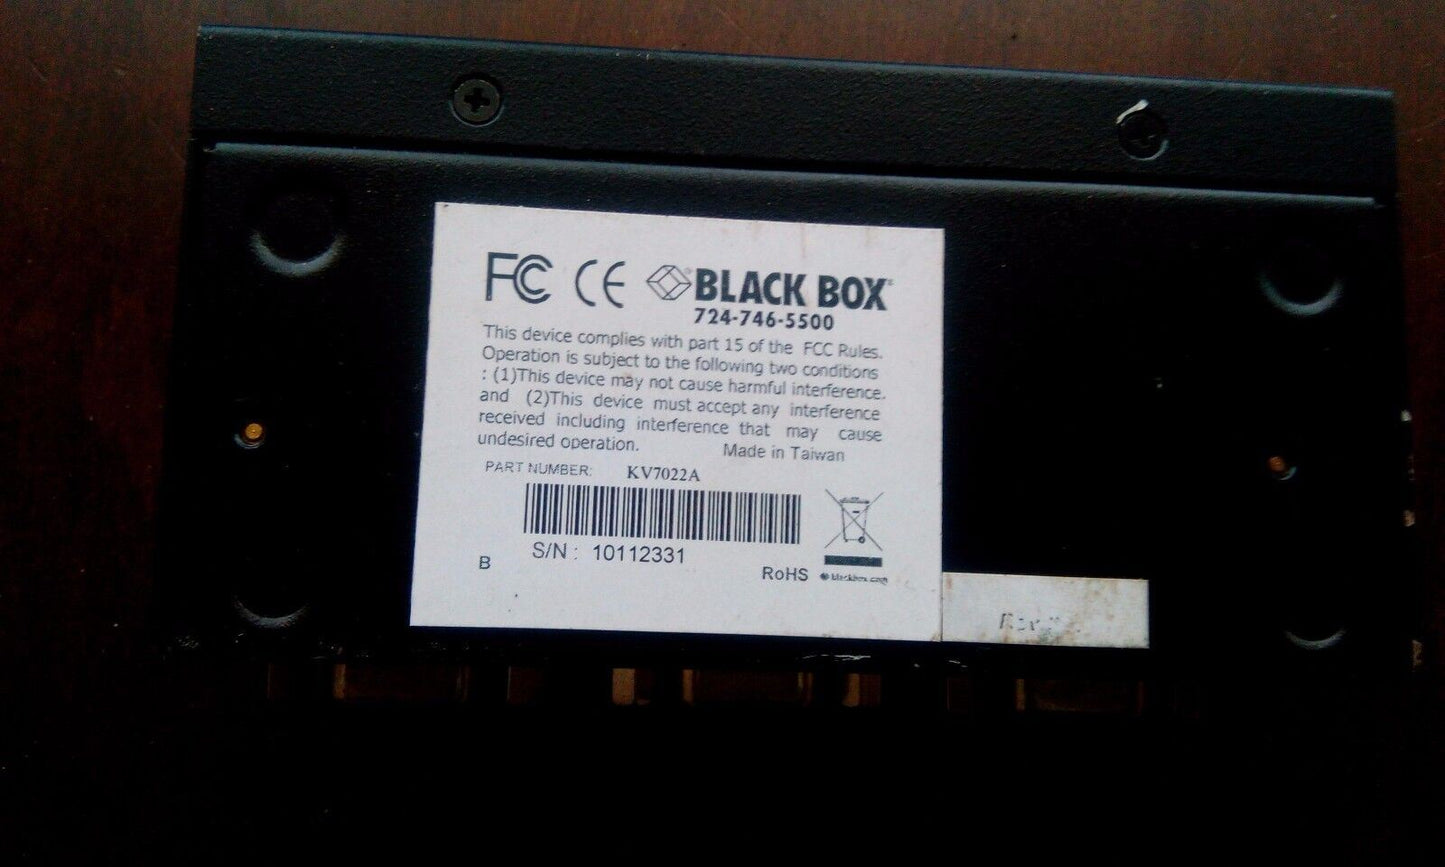 FC CE BLACK BOX®
724-746-5500
This device complies with part 15 of the FCC Rules.
Operation is subject to the following two conditions
: (1)This device may not cause harmful interference.
and (2)This device must accept any interference
received including interference that may cause
undesired operation. Made in Taiwan
PART NUMBER: KV7022A
S/N : 10112331
B
RoHS blackbox.com